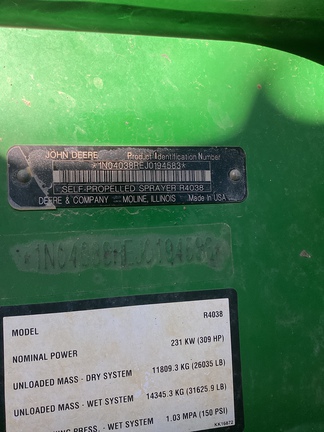 JOHN DEERE Product Identification Number
*1N04038REJ0194583*
SELF-PROPELLED SPRAYER R4038
DEERE & COMPANY MOLINE, ILLINOIS Made in USA
MODEL R4038
NOMINAL POWER 231 KW (309 HP)
UNLOADED MASS - DRY SYSTEM 11809.3 KG (26035 LB)
UNLOADED MASS - WET SYSTEM 14345.3 KG (31625.9 LB)
PRESS. - WET SYSTEM 1.03 MPA (150 PSI)